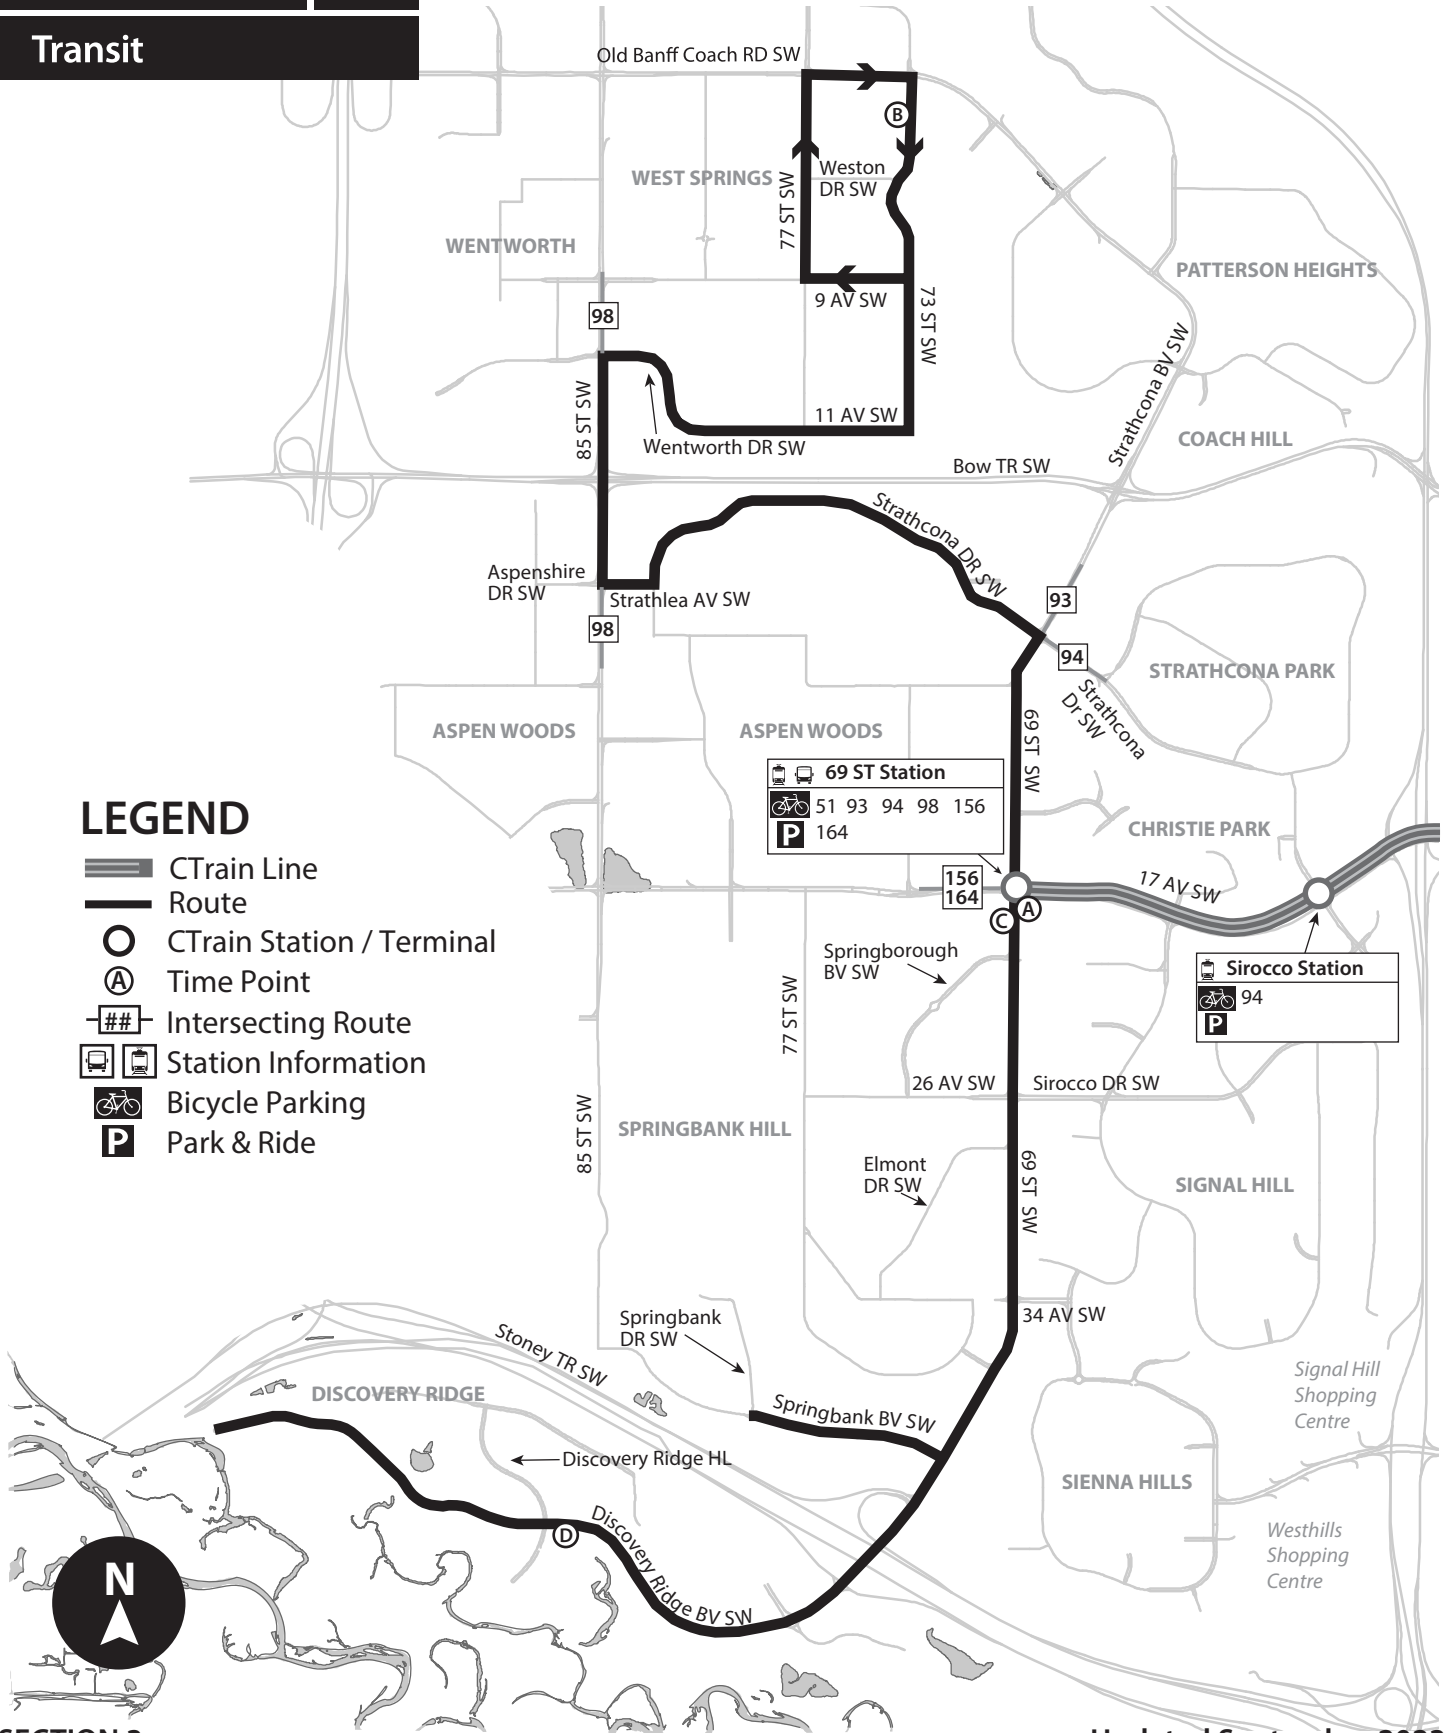 Transit
Old Banff Coach RD SW
B
WEST SPRINGS
Weston
DR SW
77 ST SW
WENTWORTH
PATTERSON HEIGHTS
9 AV SW
73 ST SW
98
Strathcona BV SW
85 ST SW
11 AV SW
Wentworth DR SW
COACH HILL
Bow TR SW
Strathcona DR SW
Aspenshire
DR SW
Strathlea AV SW
93
98
94
STRATHCONA PARK
Strathcona
Dr SW
ASPEN WOODS
ASPEN WOODS
69 ST SW
69 ST Station
51 93 94 98 156
P 164
CHRISTIE PARK
156
164
17 AV SW
A
C
LEGEND
CTrain Line
Route
CTrain Station / Terminal
A Time Point
## Intersecting Route
Station Information
Bicycle Parking
P Park & Ride
Springborough
BV SW
Sirocco Station
94
P
77 ST SW
26 AV SW
Sirocco DR SW
85 ST SW
SPRINGBANK HILL
Elmont
DR SW
69 ST SW
SIGNAL HILL
34 AV SW
Springbank
DR SW
Stoney TR SW
Signal Hill
Shopping
Centre
DISCOVERY RIDGE
Springbank BV SW
Discovery Ridge HL
SIENNA HILLS
D
Discovery Ridge BV SW
Westhills
Shopping
Centre
N